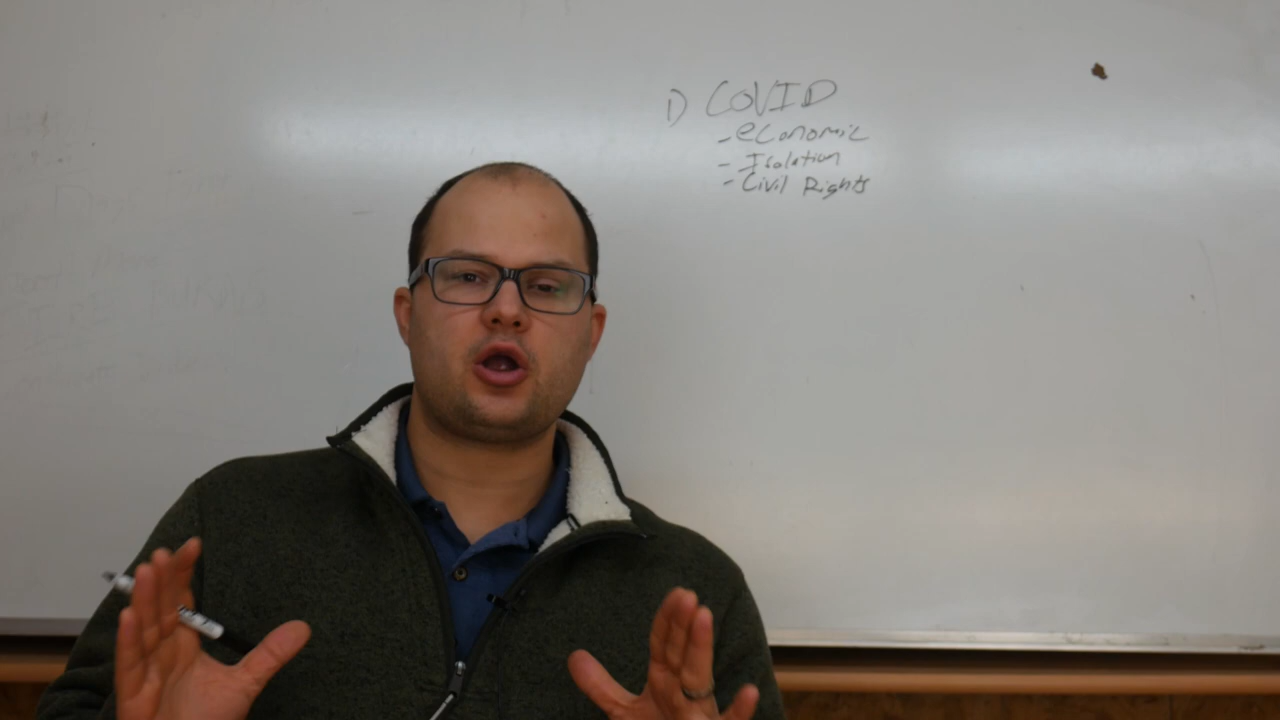 1) COVID
- economic
- Isolation
- Civil Rights